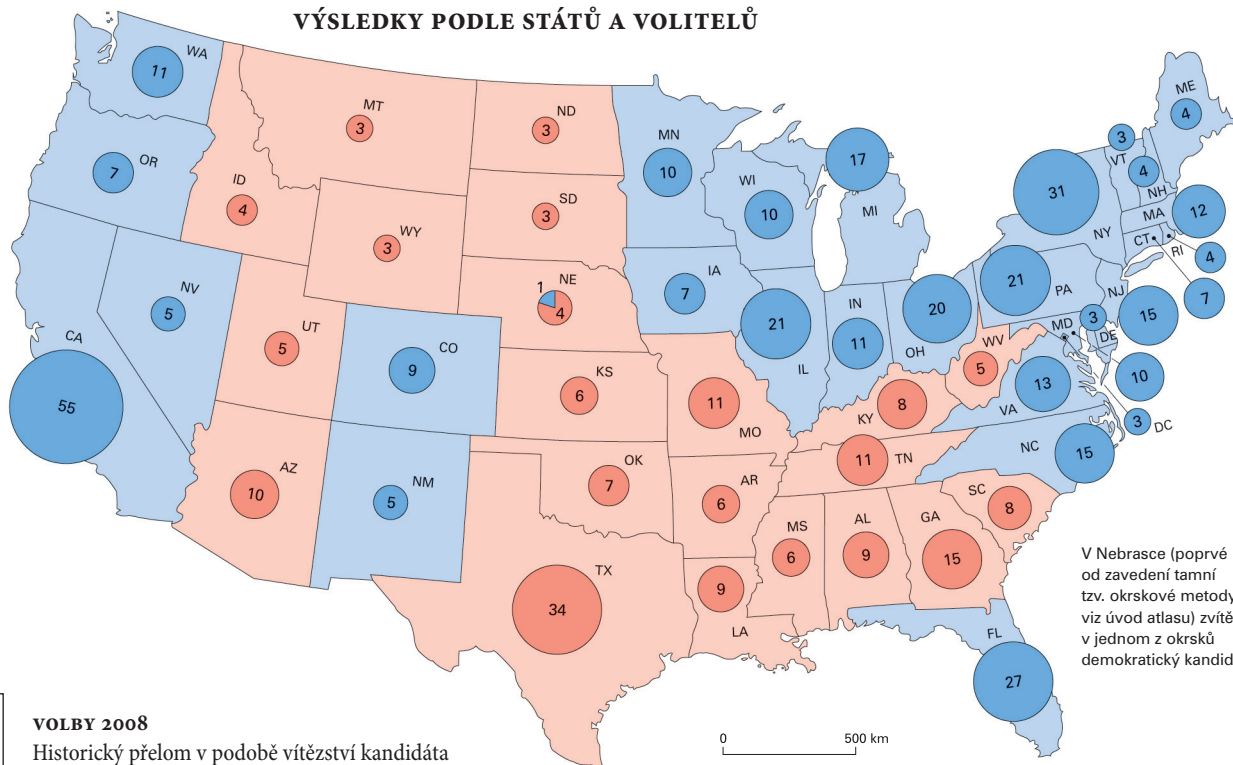 VÝSLEDKY PODLE STÁTŮ A VOLITELŮ
WA
11
MT
3
ND
3
MN
10
ME
4
OR
7
ID
4
WY
3
SD
3
WI
10
17
MI
3
VT
4
NH
31
NY
MA
12
CT
RI
4
7
NV
5
UT
5
NE
1
4
IA
7
21
IL
IN
11
20
OH
21
PA
NJ
15
MD
3
DE
10
3
DC
CA
55
CO
9
KS
6
11
MO
WV
5
13
VA
8
KY
AZ
10
NM
5
OK
7
AR
6
11
TN
NC
15
SC
8
TX
34
9
LA
MS
6
AL
9
GA
15
FL
27
V Nebrasce (poprvé
od zavedení tamní
tzv. okrskové metody
viz úvod atlasu)
v jednom z okrsků
demokratický
VOLBY 2008
Historický přelom v podobě vítězství kandidáta
0 500 km